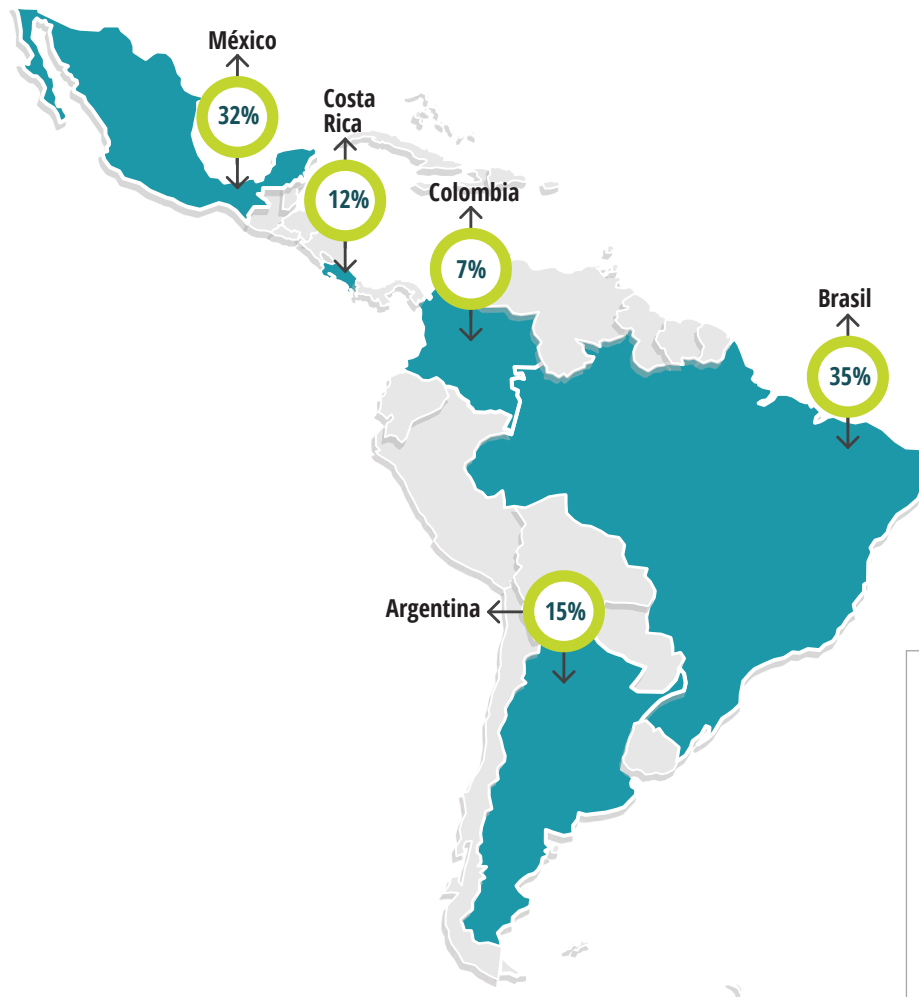 México
32%
Costa
Rica
12%
Colombia
7%
Brasil
35%
Argentina
15%